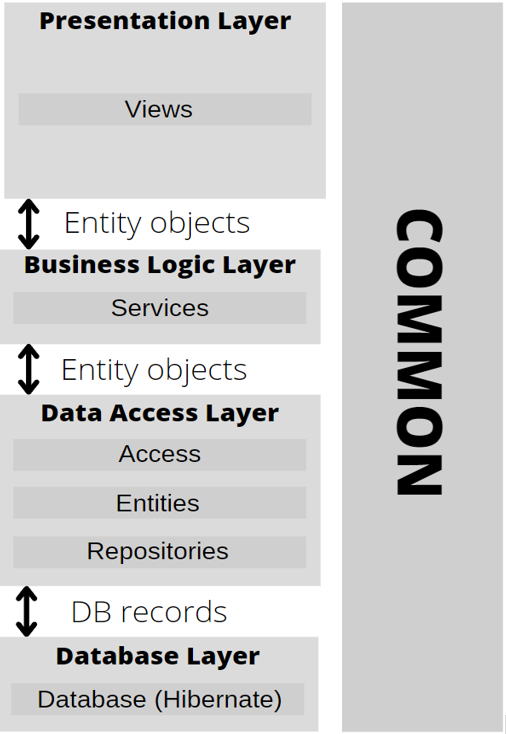 Presentation Layer
Views
Entity objects
Business Logic Layer
Services
Entity objects
Data Access Layer
Access
Entities
Repositories
DB records
Database Layer
Database (Hibernate)
COMMON